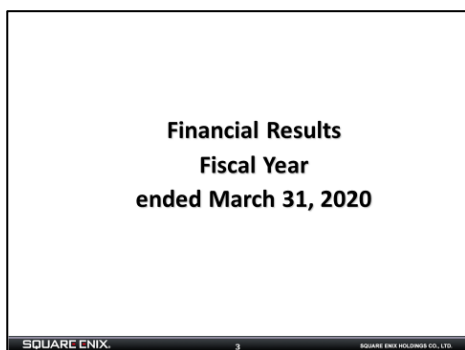 Financial Results
Fiscal Year
ended March 31, 2020
SQUARE ENIX. 3 SQUARE ENIX HOLDINGS CO., LTD.